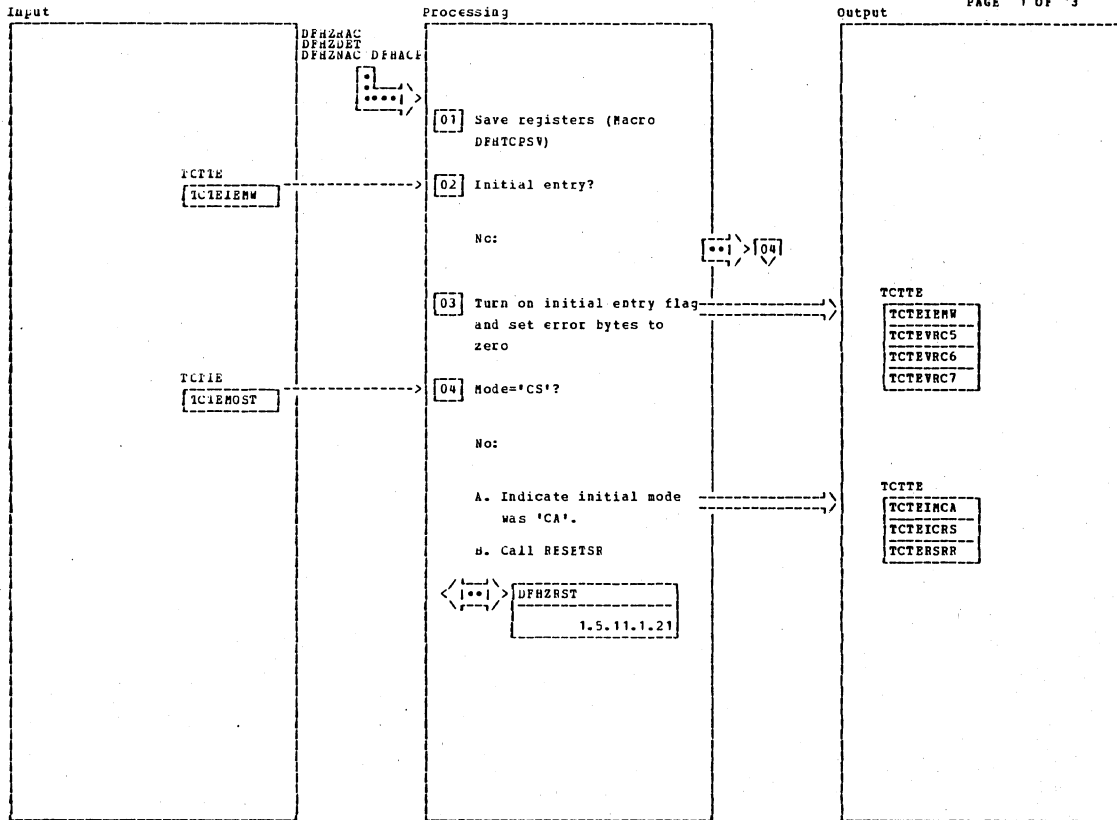 PAGE 1 OF 3
Input
Processing
Output
DFHZRAC
DFHZDET
DFHZNAC DFHACP
01 Save registers (Macro
DFHTCPSV)
TCTTE
TCTEIEMW
02 Initial entry?
No:
04
03 Turn on initial entry flag
and set error bytes to
zero
TCTTE
TCTEIEMW
TCTEVRC5
TCTEVRC6
TCTEVRC7
TCTTE
TCTEMOST
04 Mode='CS'?
No:
A. Indicate initial mode
was 'CA'.
TCTTE
TCTEIMCA
TCTEICRS
TCTERSRR
B. Call RESETSR
DFHZRST
1.5.11.1.21